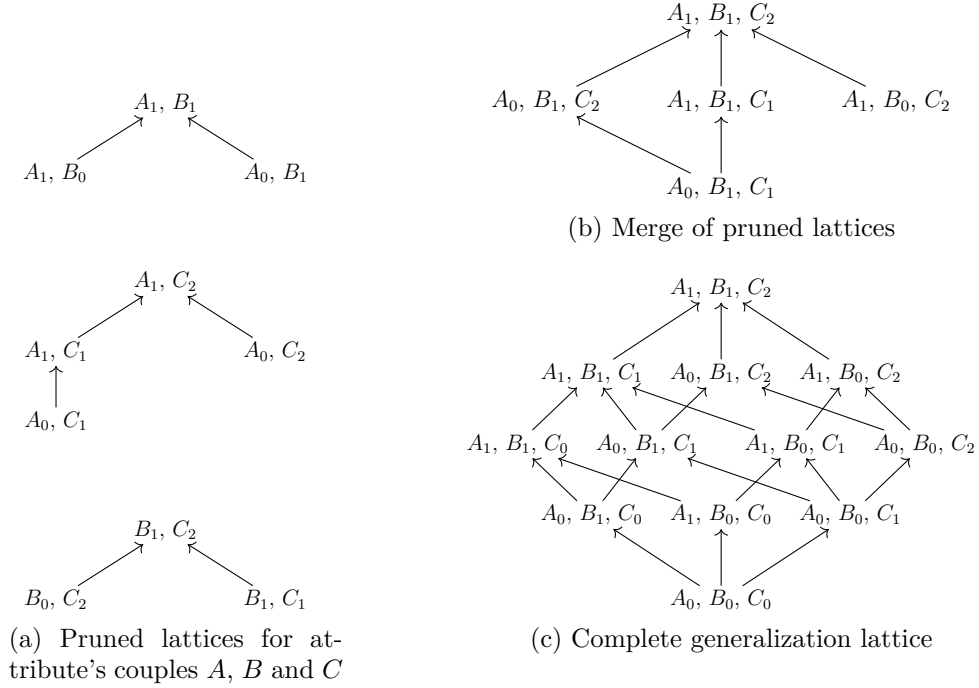 A₁, B₁
A₁, B₀ A₀, B₁
A₁, C₂
A₁, C₁ A₀, C₂
A₀, C₁
B₁, C₂
B₀, C₂ B₁, C₁
(a) Pruned lattices for at-
tribute's couples A, B and C
A₁, B₁, C₂
A₀, B₁, C₂ A₁, B₁, C₁ A₁, B₀, C₂
A₀, B₁, C₁
(b) Merge of pruned lattices
A₁, B₁, C₂
A₁, B₁, C₁ A₀, B₁, C₂ A₁, B₀, C₂
A₁, B₁, C₀ A₀, B₁, C₁ A₁, B₀, C₁ A₀, B₀, C₂
A₀, B₁, C₀ A₁, B₀, C₀ A₀, B₀, C₁
A₀, B₀, C₀
(c) Complete generalization lattice